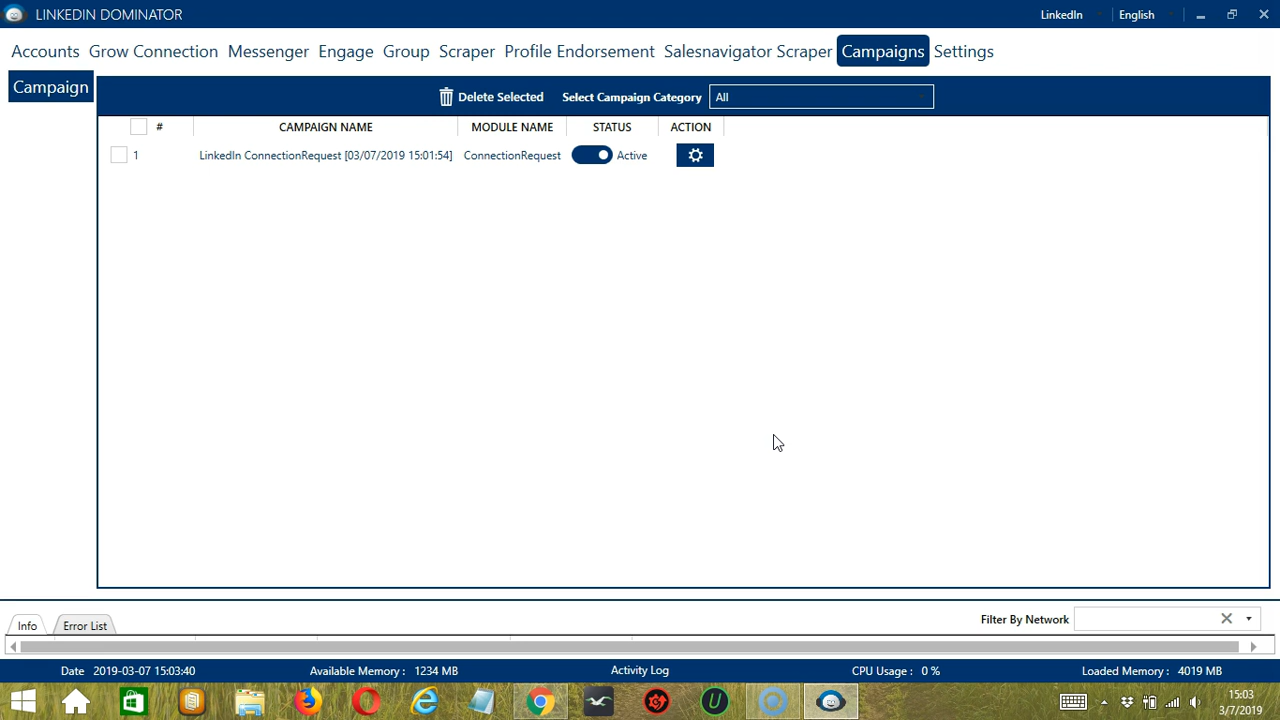 LINKEDIN DOMINATOR LinkedIn English
Accounts Grow Connection Messenger Engage Group Scraper Profile Endorsement Salesnavigator Scraper Campaigns Settings
Campaign
Delete Selected Select Campaign Category All
# CAMPAIGN NAME MODULE NAME STATUS ACTION
1 LinkedIn ConnectionRequest [03/07/2019 15:01:54] ConnectionRequest Active
Info Error List Filter By Network
Date 2019-03-07 15:03:40 Available Memory : 1234 MB Activity Log CPU Usage : 0 % Loaded Memory : 4019 MB
15:03
3/7/2019